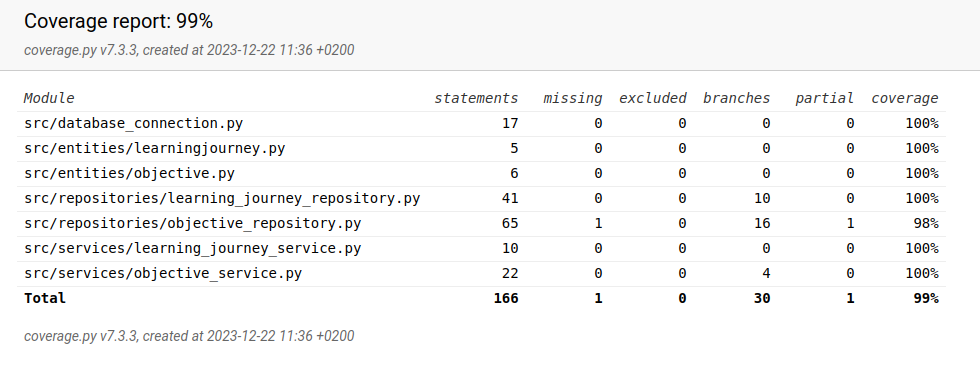 Coverage report: 99%
coverage.py v7.3.3, created at 2023-12-22 11:36 +0200
Module statements missing excluded branches partial coverage
src/database_connection.py 17 0 0 0 0 100%
src/entities/learningjourney.py 5 0 0 0 0 100%
src/entities/objective.py 6 0 0 0 0 100%
src/repositories/learning_journey_repository.py 41 0 0 10 0 100%
src/repositories/objective_repository.py 65 1 0 16 1 98%
src/services/learning_journey_service.py 10 0 0 0 0 100%
src/services/objective_service.py 22 0 0 4 0 100%
Total 166 1 0 30 1 99%
coverage.py v7.3.3, created at 2023-12-22 11:36 +0200